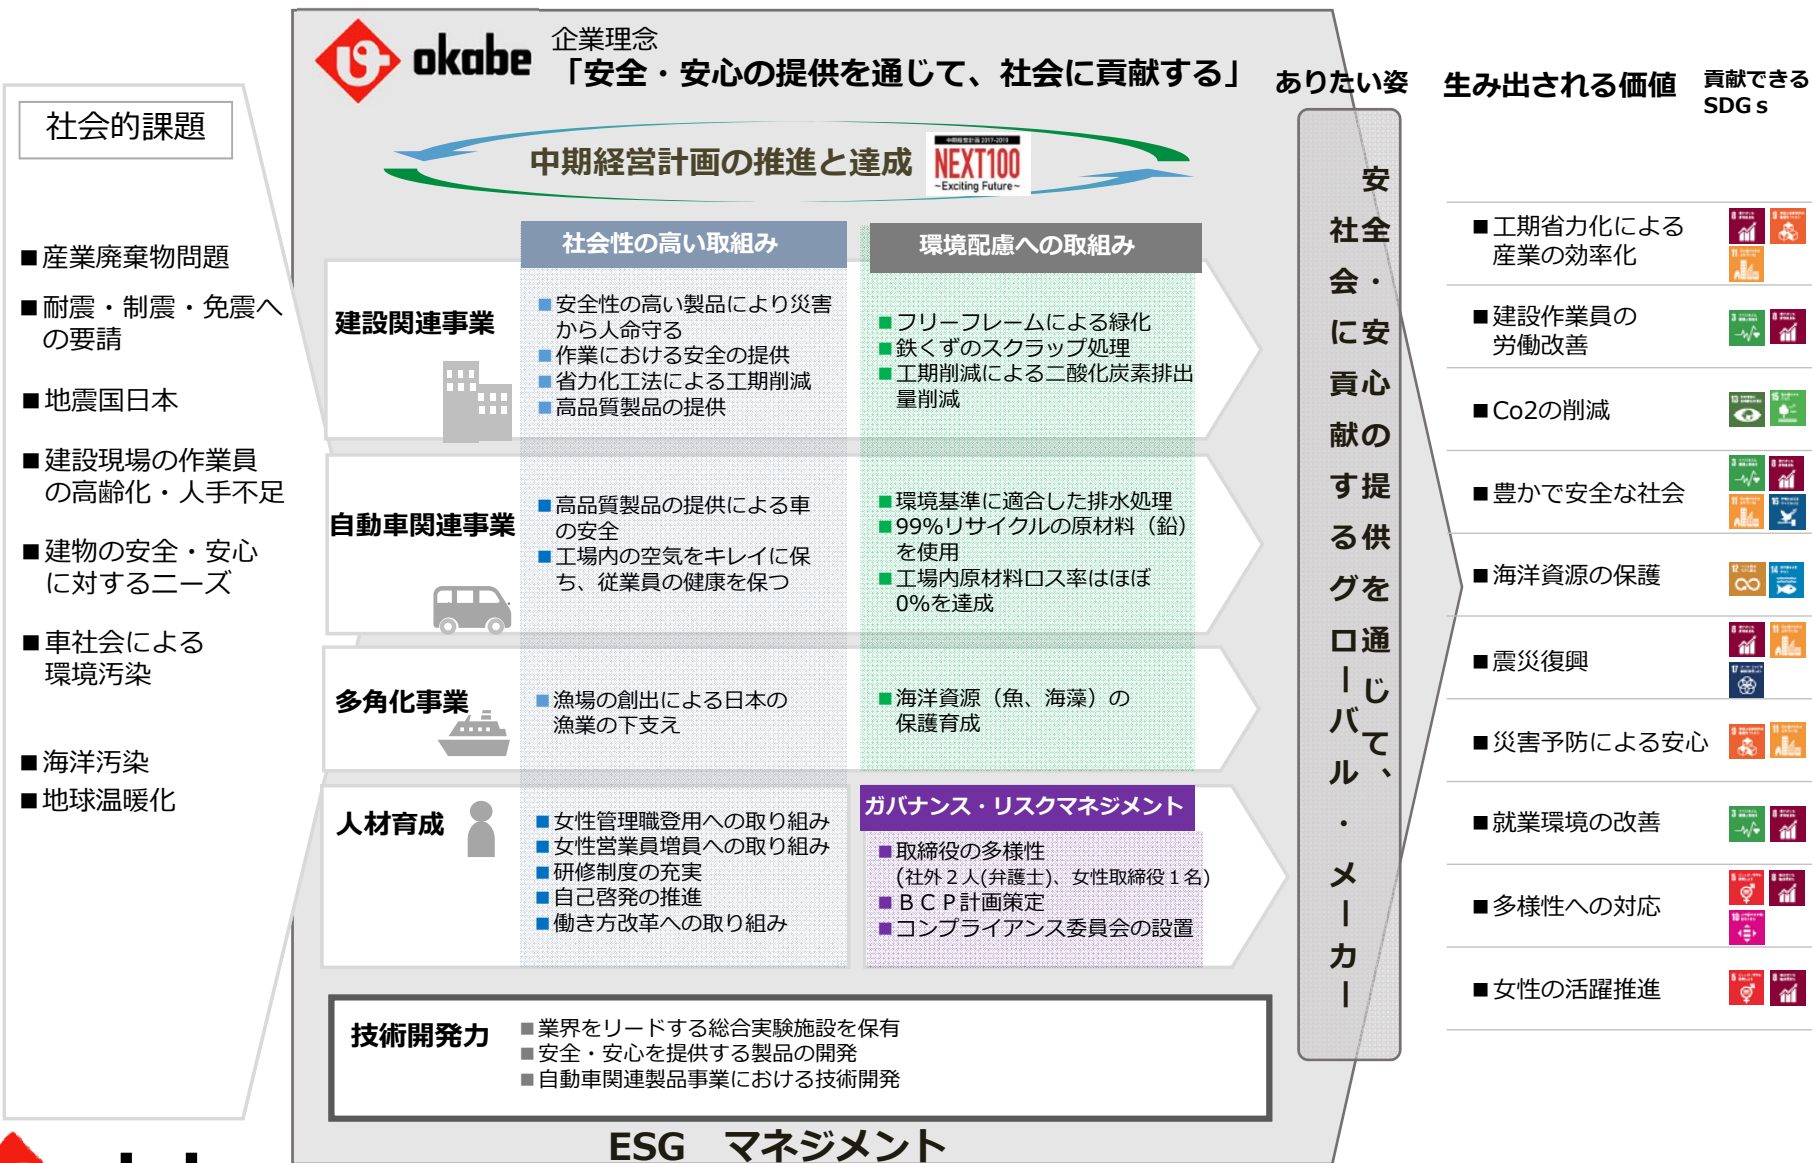 okabe
企業理念
「安全・安心の提供を通じて、社会に貢献する」
社会的課題
■産業廃棄物問題
■耐震・制震・免震へ
の要請
■地震国日本
■建設現場の作業員
の高齢化・人手不足
■建物の安全・安心
に対するニーズ
■車社会による
環境汚染
■海洋汚染
■地球温暖化
中期経営計画の推進と達成
中期経営計画 2017-2019
NEXT100
~Exciting Future~
社会性の高い取組み
環境配慮への取組み
建設関連事業
■安全性の高い製品により災害
から人命守る
■作業における安全の提供
■省力化工法による工期削減
■高品質製品の提供
■フリーフレームによる緑化
■鉄くずのスクラップ処理
■工期削減による二酸化炭素排出
量削減
自動車関連事業
■高品質製品の提供による車
の安全
■工場内の空気をキレイに保
ち、従業員の健康を保つ
■環境基準に適合した排水処理
■99%リサイクルの原材料（鉛）
を使用
■工場内原材料ロス率はほぼ
0%を達成
多角化事業
■漁場の創出による日本の
漁業の下支え
■海洋資源（魚、海藻）の
保護育成
人材育成
■女性管理職登用への取り組み
■女性営業員増員への取り組み
■研修制度の充実
■自己啓発の推進
■働き方改革への取り組み
ガバナンス・リスクマネジメント
■取締役の多様性
(社外２人(弁護士)、女性取締役１名)
■ＢＣＰ計画策定
■コンプライアンス委員会の設置
技術開発力
■業界をリードする総合実験施設を保有
■安全・安心を提供する製品の開発
■自動車関連製品事業における技術開発
ESG　マネジメント
ありたい姿
安全・安心の提供を通じて、
社会に貢献するグローバル・メーカー
生み出される価値
貢献できる
SDGｓ
■工期省力化による
産業の効率化
8
9
11
■建設作業員の
労働改善
3
8
■Co2の削減
13
15
■豊かで安全な社会
3
8
11
16
■海洋資源の保護
12
14
■震災復興
8
11
17
■災害予防による安心
9
11
■就業環境の改善
3
8
■多様性への対応
5
8
10
■女性の活躍推進
5
8